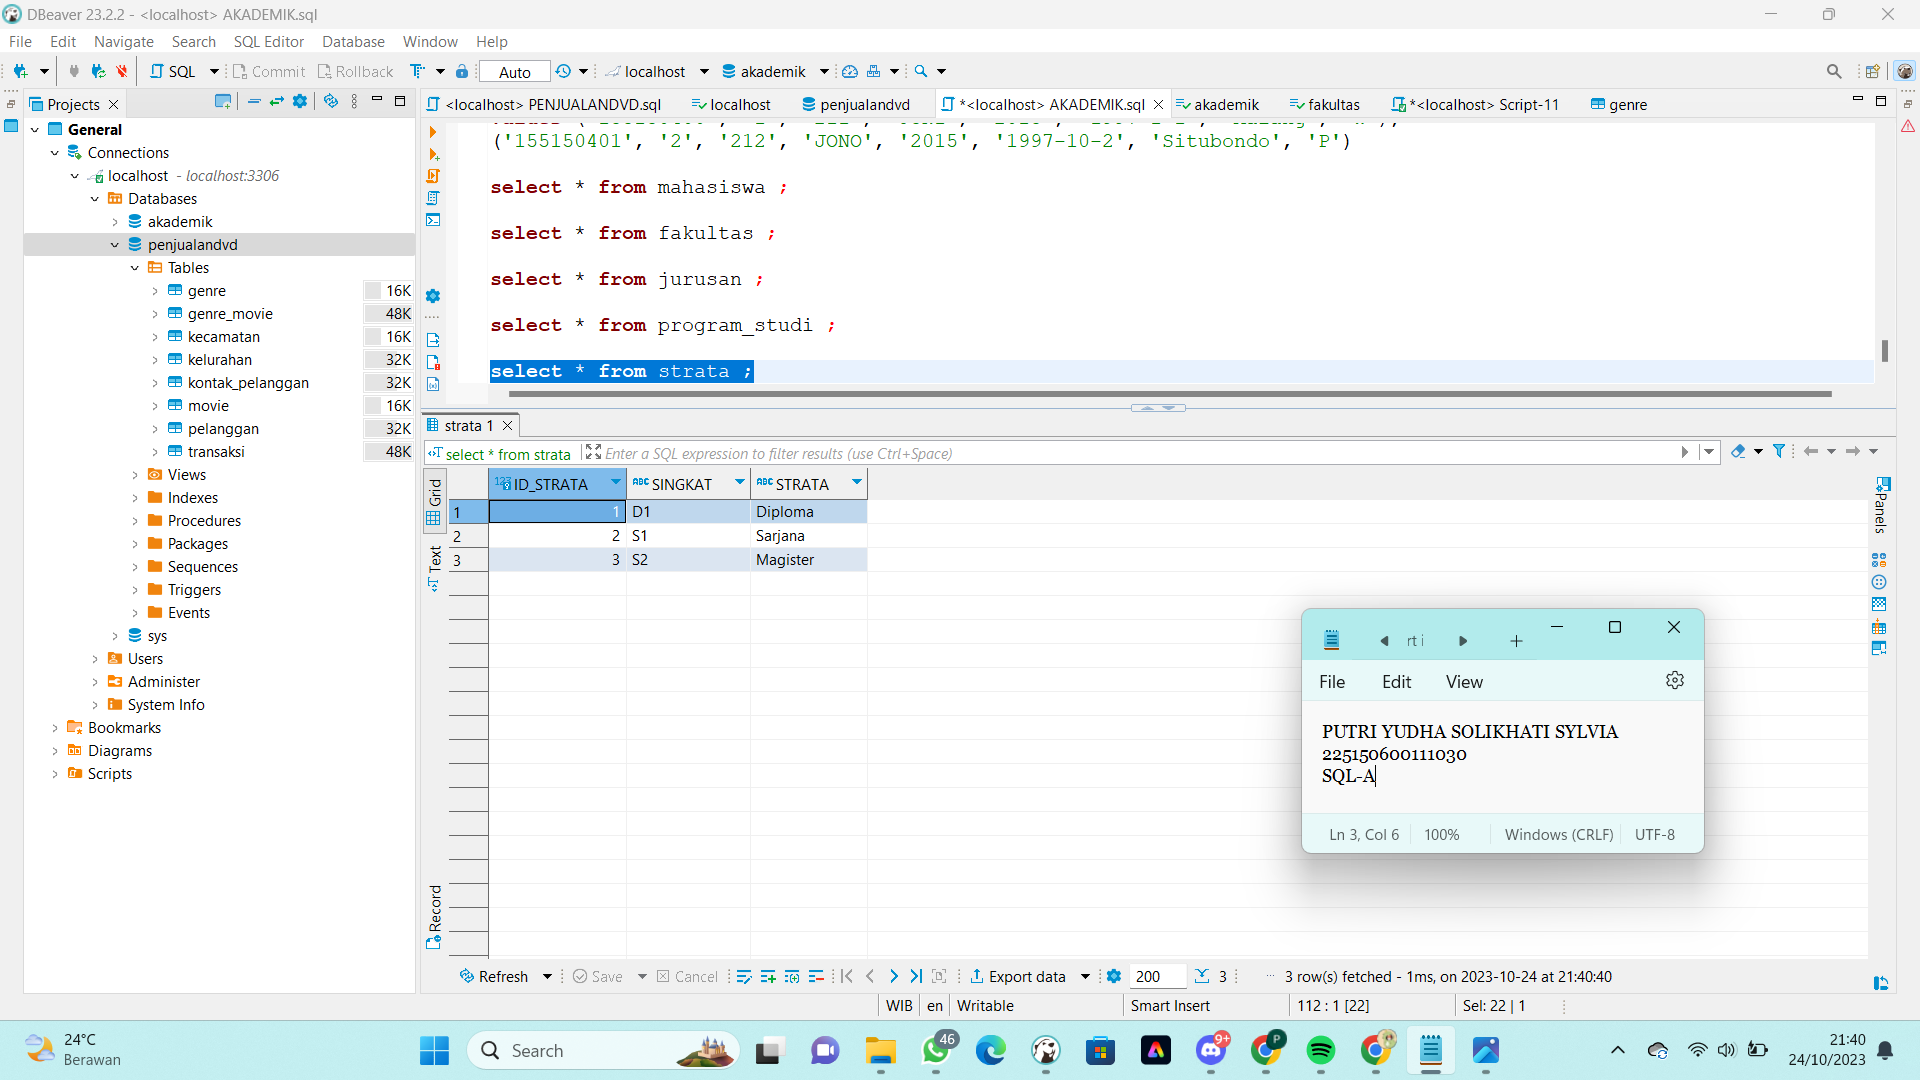 DBeaver 23.2.2 - <localhost> AKADEMIK.sql
File Edit Navigate Search SQL Editor Database Window Help
SQL Commit Rollback Auto localhost akademik
Projects
<localhost> PENJUALANDVD.sql localhost penjualandvd *<localhost> AKADEMIK.sql akademik fakultas *<localhost> Script-11 genre
General
Connections
localhost - localhost:3306
Databases
akademik
penjualandvd
Tables
genre 16K
genre_movie 48K
kecamatan 16K
kelurahan 32K
kontak_pelanggan 32K
movie 16K
pelanggan 32K
transaksi 48K
Views
Indexes
Procedures
Packages
Sequences
Triggers
Events
sys
Users
Administer
System Info
Bookmarks
Diagrams
Scripts
('155150401', '2', '212', 'JONO', '2015', '1997-10-2', 'Situbondo', 'P')
select * from mahasiswa ;
select * from fakultas ;
select * from jurusan ;
select * from program_studi ;
select * from strata ;
strata 1
select * from strata Enter a SQL expression to filter results (use Ctrl+Space)
Grid
Text
Record
Panels
ID_STRATA ABC SINGKAT ABC STRATA
1 1 D1 Diploma
2 2 S1 Sarjana
3 3 S2 Magister
rt i
File Edit View
PUTRI YUDHA SOLIKHATI SYLVIA
225150600111030
SQL-A
Ln 3, Col 6 100% Windows (CRLF) UTF-8
Refresh Save Cancel Export data 200 3 3 row(s) fetched - 1ms, on 2023-10-24 at 21:40:40
WIB en Writable Smart Insert 112 : 1 [22] Sel: 22 | 1
24°C
Berawan
Search
46
9+
P
21:40
24/10/2023